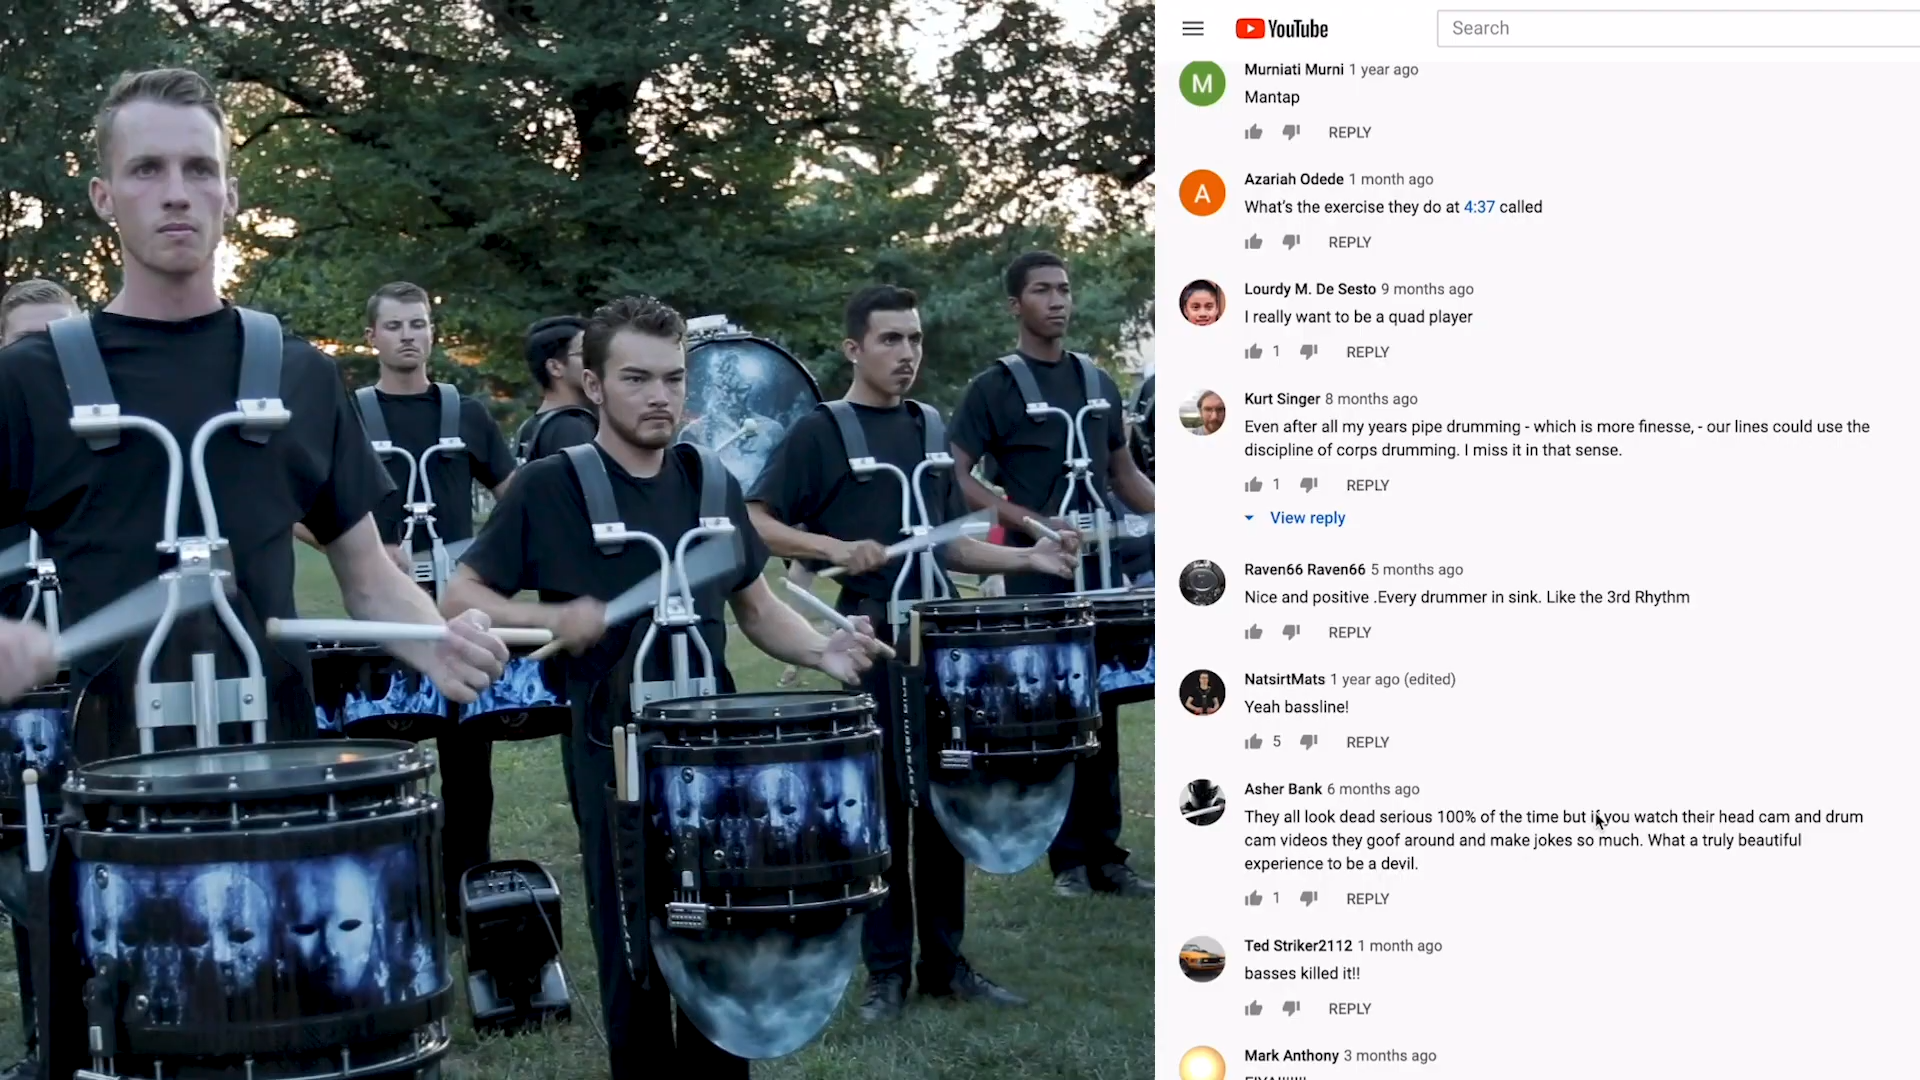 YouTube
Search
Murniati Murni 1 year ago
Mantap
REPLY
Azariah Odede 1 month ago
What's the exercise they do at 4:37 called
REPLY
Lourdy M. De Sesto 9 months ago
I really want to be a quad player
1 REPLY
Kurt Singer 8 months ago
Even after all my years pipe drumming - which is more finesse, - our lines could use the
discipline of corps drumming. I miss it in that sense.
1 REPLY
View reply
Raven66 Raven66 5 months ago
Nice and positive .Every drummer in sink. Like the 3rd Rhythm
REPLY
NatsirtMats 1 year ago (edited)
Yeah bassline!
5 REPLY
Asher Bank 6 months ago
They all look dead serious 100% of the time but if you watch their head cam and drum
cam videos they goof around and make jokes so much. What a truly beautiful
experience to be a devil.
1 REPLY
Ted Striker2112 1 month ago
basses killed it!!
REPLY
Mark Anthony 3 months ago